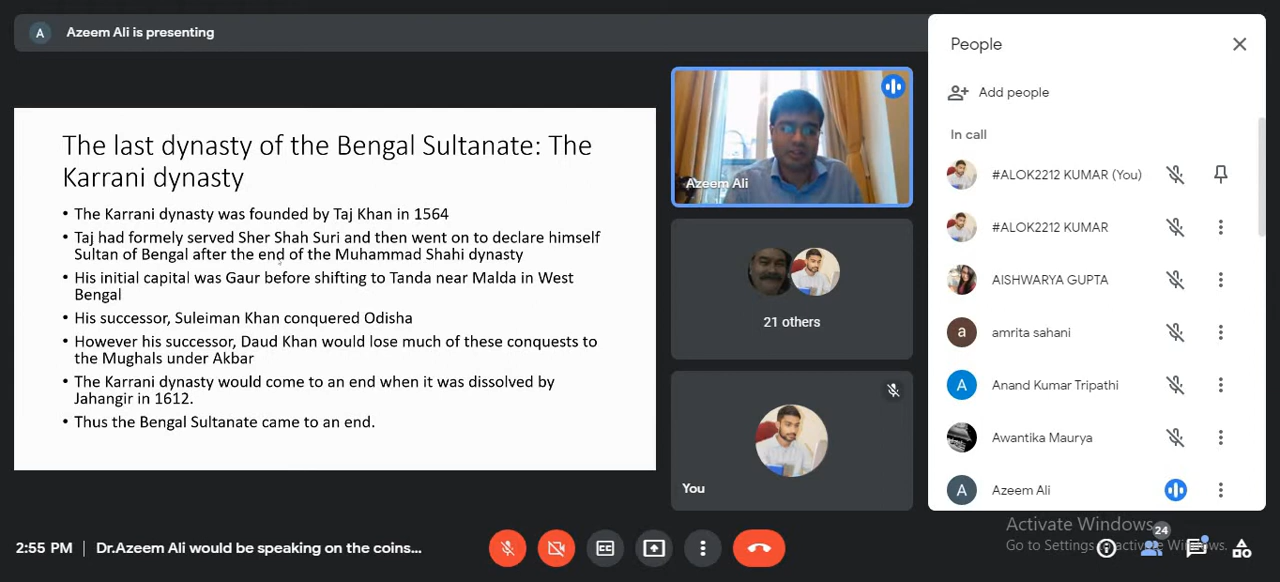 A
Azeem Ali is presenting
The last dynasty of the Bengal Sultanate: The
Karrani dynasty
• The Karrani dynasty was founded by Taj Khan in 1564
• Taj had formely served Sher Shah Suri and then went on to declare himself
Sultan of Bengal after the end of the Muhammad Shahi dynasty
• His initial capital was Gaur before shifting to Tanda near Malda in West
Bengal
• His successor, Suleiman Khan conquered Odisha
• However his successor, Daud Khan would lose much of these conquests to
the Mughals under Akbar
• The Karrani dynasty would come to an end when it was dissolved by
Jahangir in 1612.
• Thus the Bengal Sultanate came to an end.
Azeem Ali
21 others
You
People
Add people
In call
#ALOK2212 KUMAR (You)
#ALOK2212 KUMAR
AISHWARYA GUPTA
a
amrita sahani
A
Anand Kumar Tripathi
Awantika Maurya
A
Azeem Ali
Activate Windows
Go to Settings to activate Windows.
24
2:55 PM | Dr.Azeem Ali would be speaking on the coins...
CC